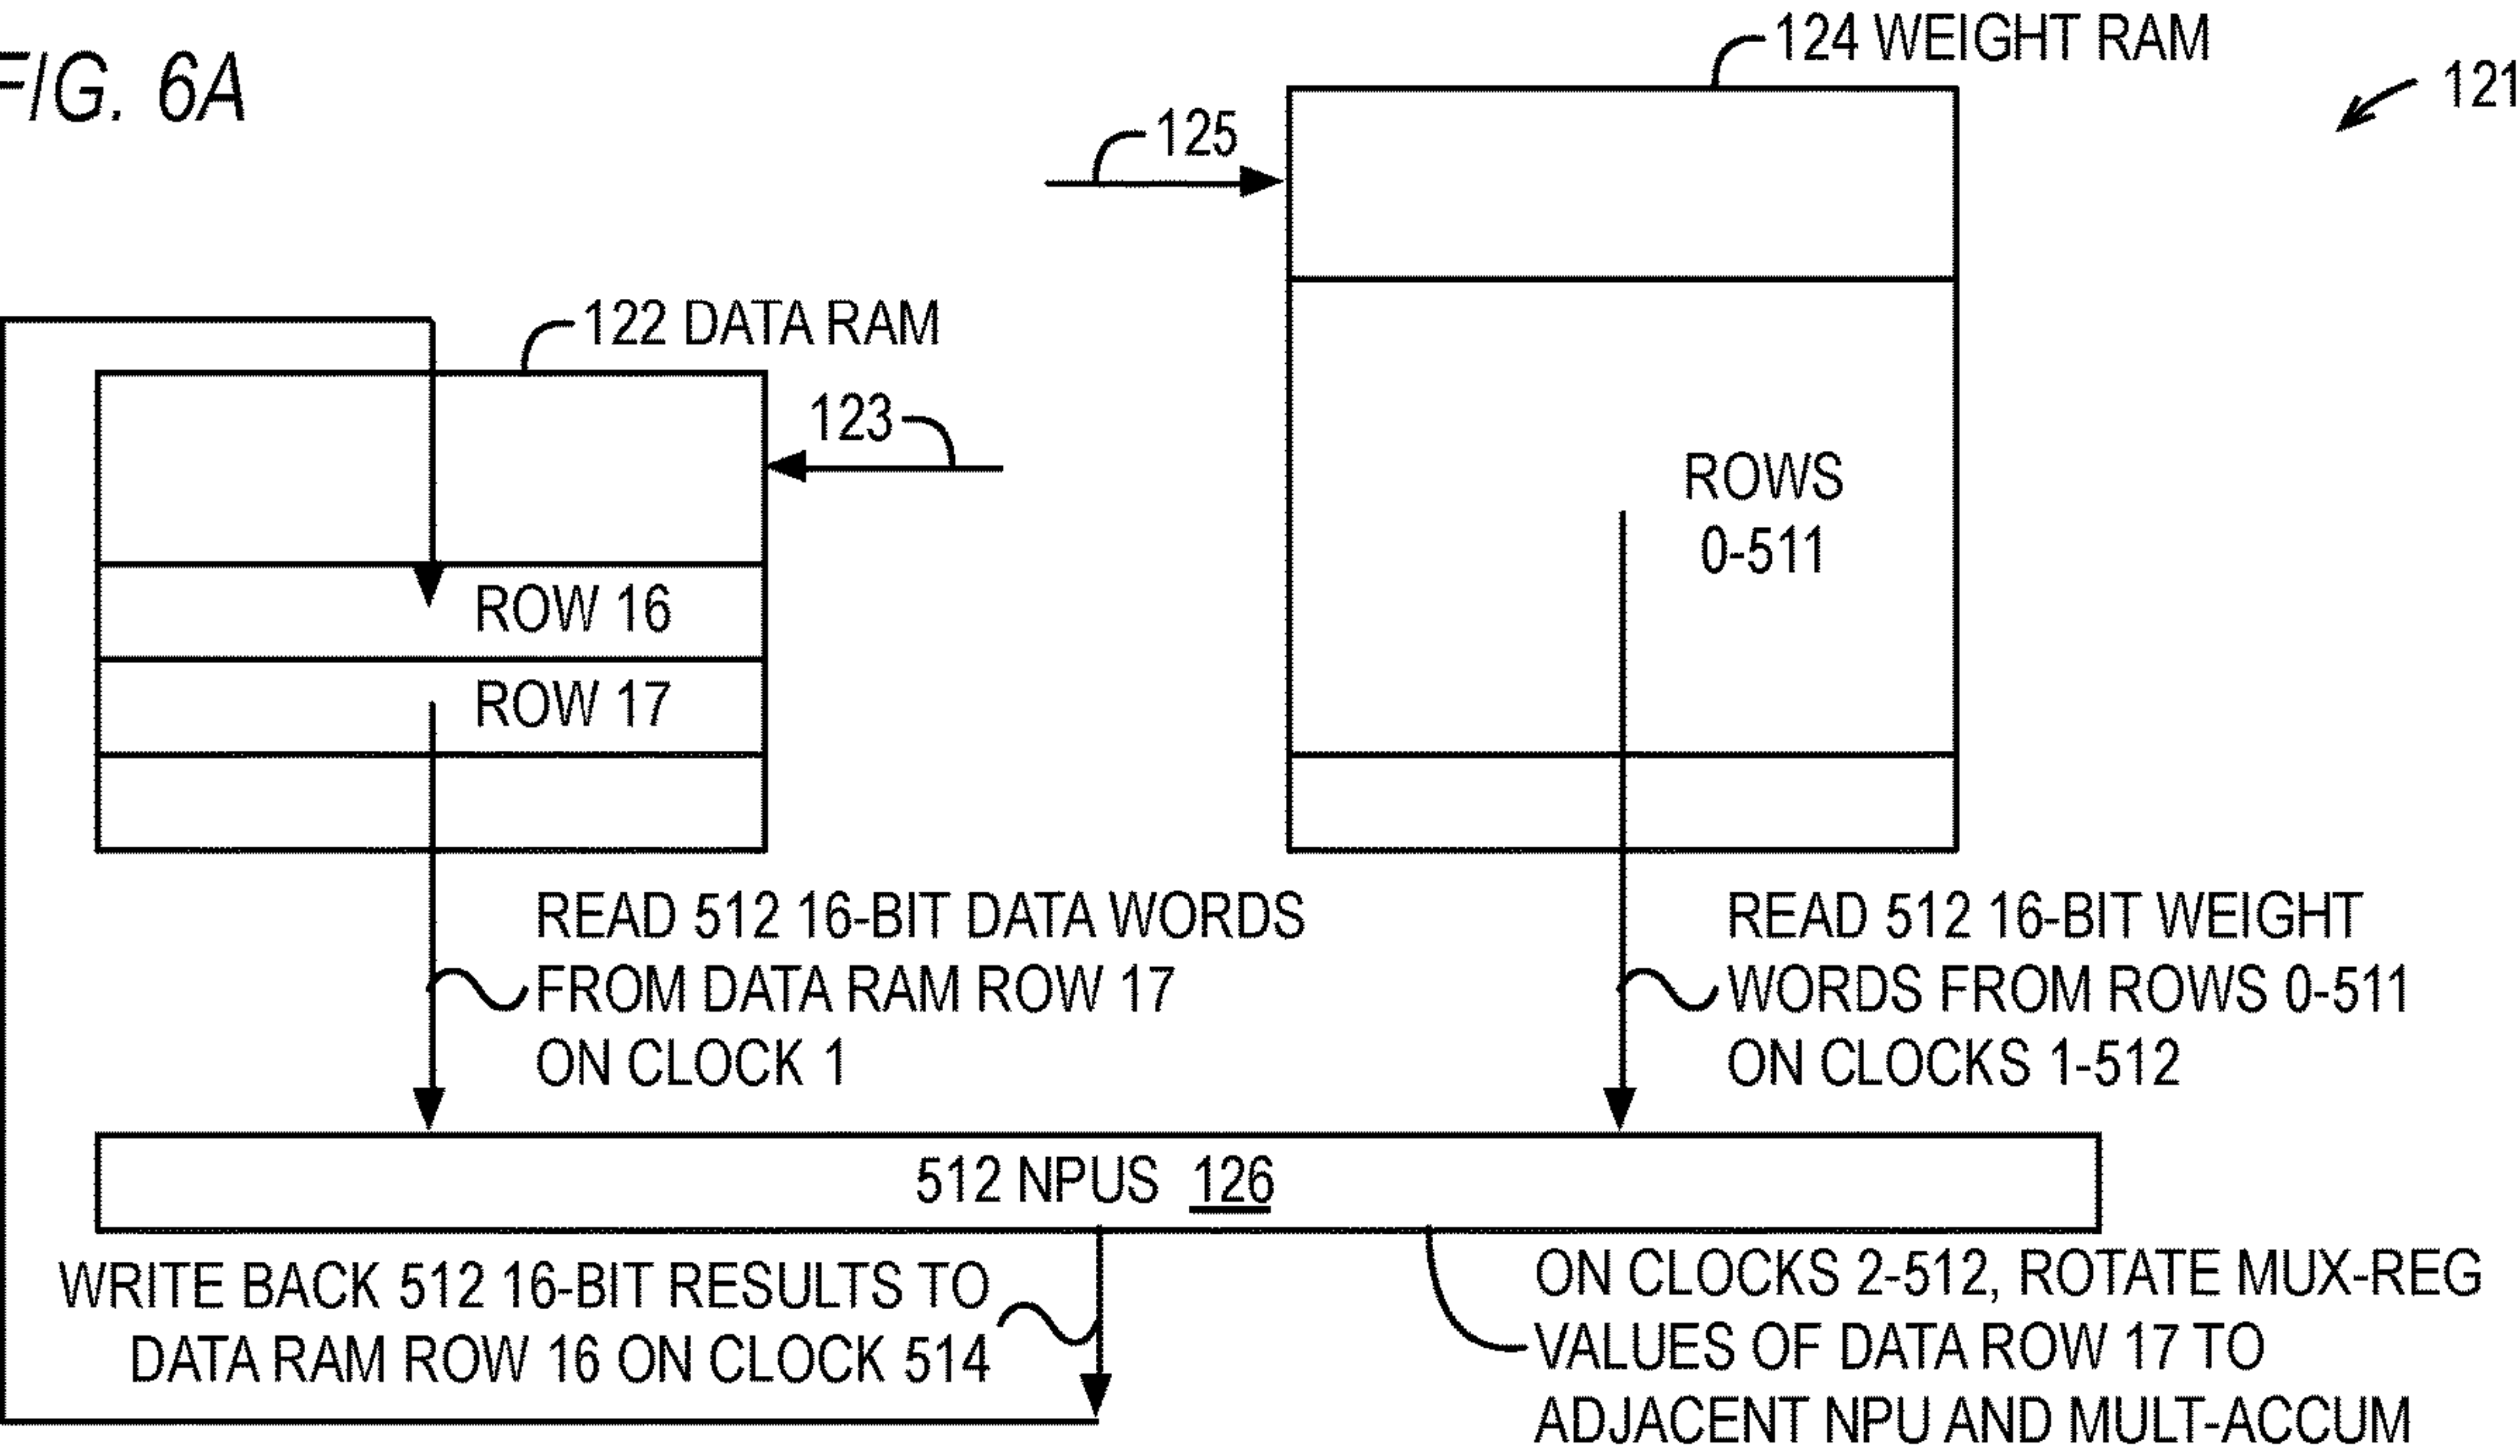 FIG. 6A
124 WEIGHT RAM
121
125
122 DATA RAM
123
ROWS
0-511
ROW 16
ROW 17
READ 512 16-BIT DATA WORDS
FROM DATA RAM ROW 17
ON CLOCK 1
READ 512 16-BIT WEIGHT
WORDS FROM ROWS 0-511
ON CLOCKS 1-512
512 NPUS 126
WRITE BACK 512 16-BIT RESULTS TO
DATA RAM ROW 16 ON CLOCK 514
ON CLOCKS 2-512, ROTATE MUX-REG
VALUES OF DATA ROW 17 TO
ADJACENT NPU AND MULT-ACCUM